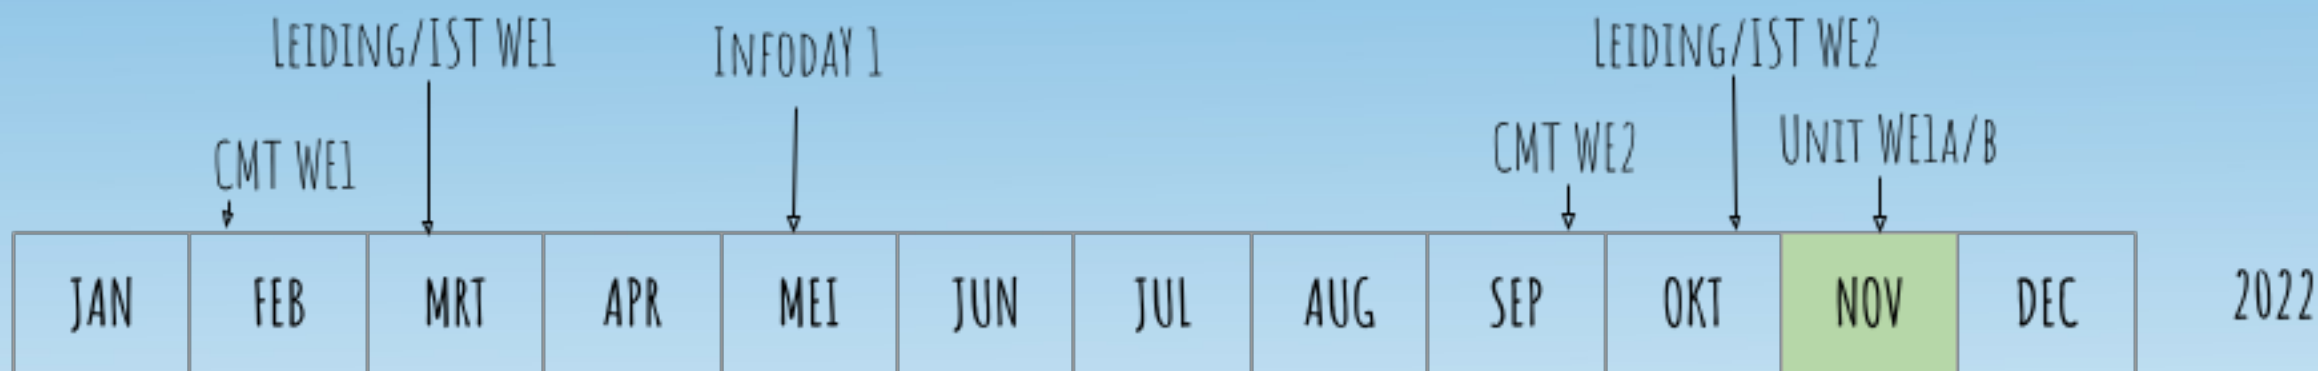 Leiding/IST WE1
Infoday 1
Leiding/IST WE2
CMT WE1
CMT WE2
Unit WE1A/B
JAN FEB MRT APR MEI JUN JUL AUG SEP OKT NOV DEC 2022